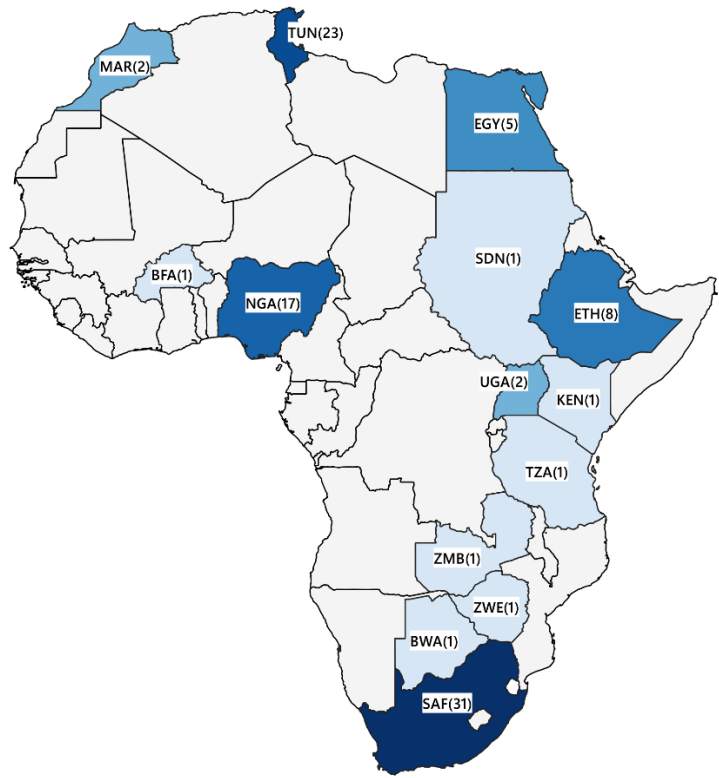 TUN(23)
MAR(2)
EGY(5)
SDN(1)
BFA(1)
NGA(17)
ETH(8)
UGA(2)
KEN(1)
TZA(1)
ZMB(1)
ZWE(1)
BWA(1)
SAF(31)